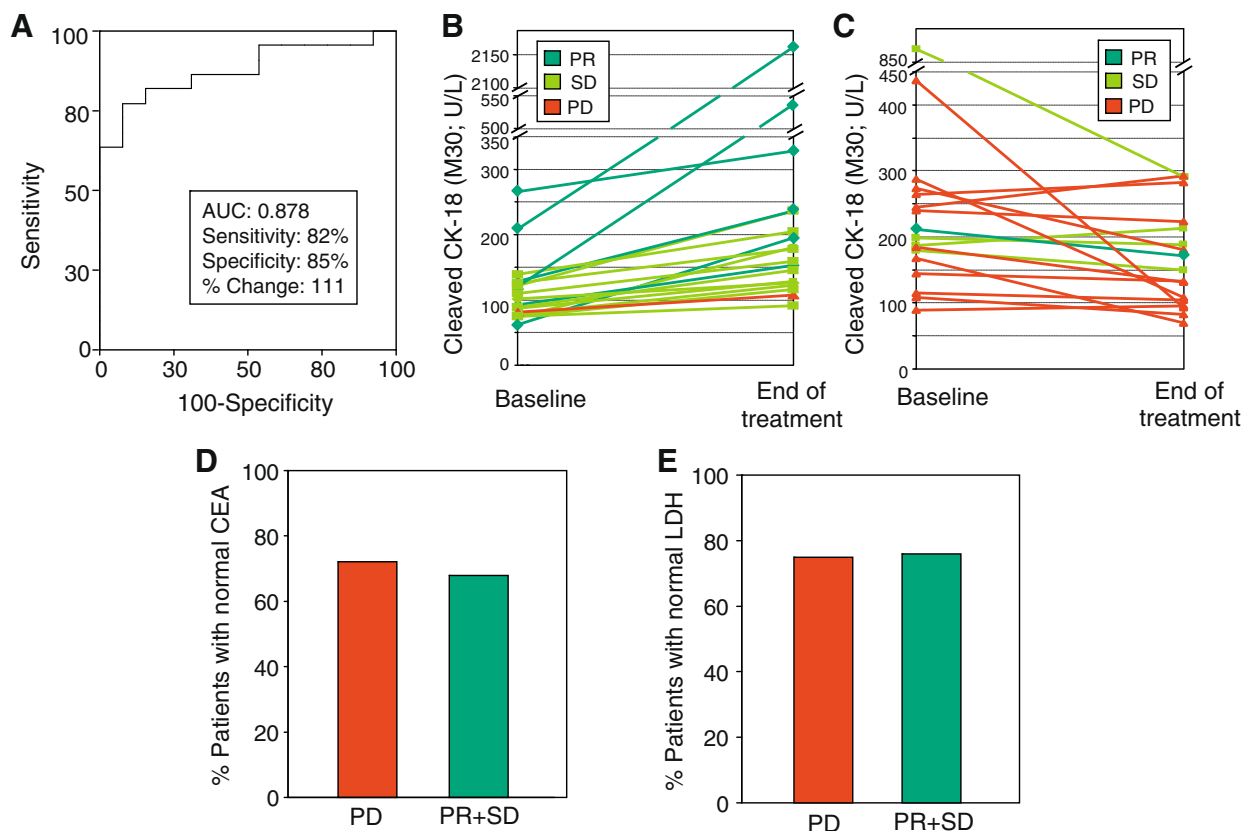 A
100
80
50
30
0
Sensitivity
AUC: 0.878
Sensitivity: 82%
Specificity: 85%
% Change: 111
0
30
50
80
100
100-Specificity
B
2150
2100
550
500
350
300
200
100
0
Cleaved CK-18 (M30; U/L)
PR
SD
PD
Baseline
End of
treatment
C
850
450
400
300
200
100
0
Cleaved CK-18 (M30; U/L)
PR
SD
PD
Baseline
End of
treatment
D
100
80
60
40
20
0
% Patients with normal CEA
PD
PR+SD
E
100
80
60
40
20
0
% Patients with normal LDH
PD
PR+SD